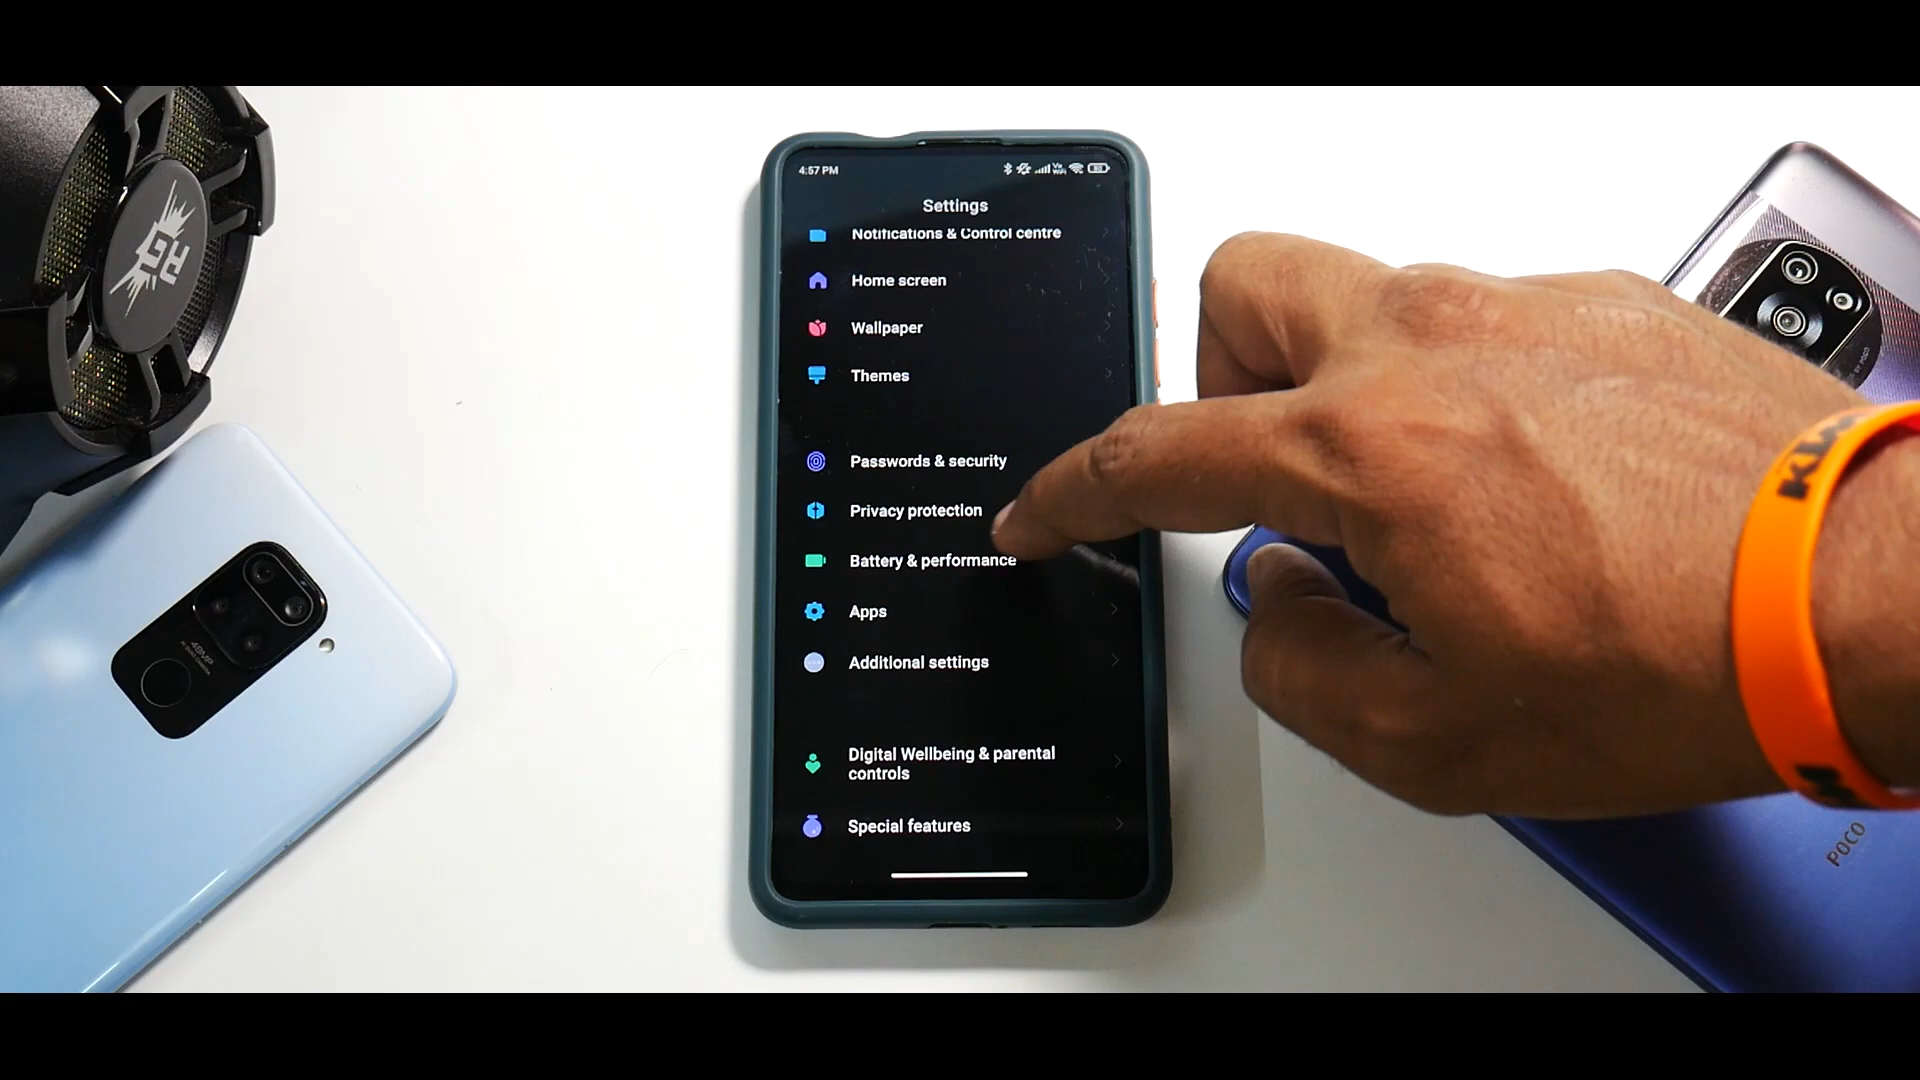 4:57 PM
Settings
Notifications & Control centre
Home screen
Wallpaper
Themes
Passwords & security
Privacy protection
Battery & performance
Apps
Additional settings
Digital Wellbeing & parental
controls
Special features
48MP
POCO